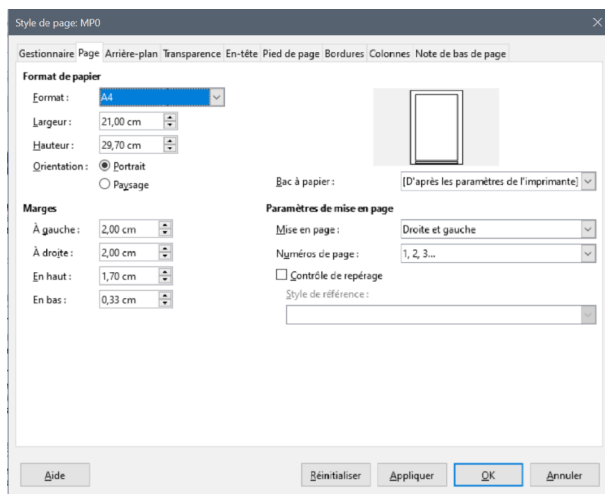 Style de page: MP0
Gestionnaire Page Arrière-plan Transparence En-tête Pied de page Bordures Colonnes Note de bas de page
Format de papier
Format : A4
Largeur : 21,00 cm
Hauteur : 29,70 cm
Orientation : Portrait
Paysage
Bac à papier : [D'après les paramètres de l'imprimante]
Marges
À gauche : 2,00 cm
À droite : 2,00 cm
En haut : 1,70 cm
En bas : 0,33 cm
Paramètres de mise en page
Mise en page : Droite et gauche
Numéros de page : 1, 2, 3...
Contrôle de repérage
Style de référence :
Aide Réinitialiser Appliquer OK Annuler